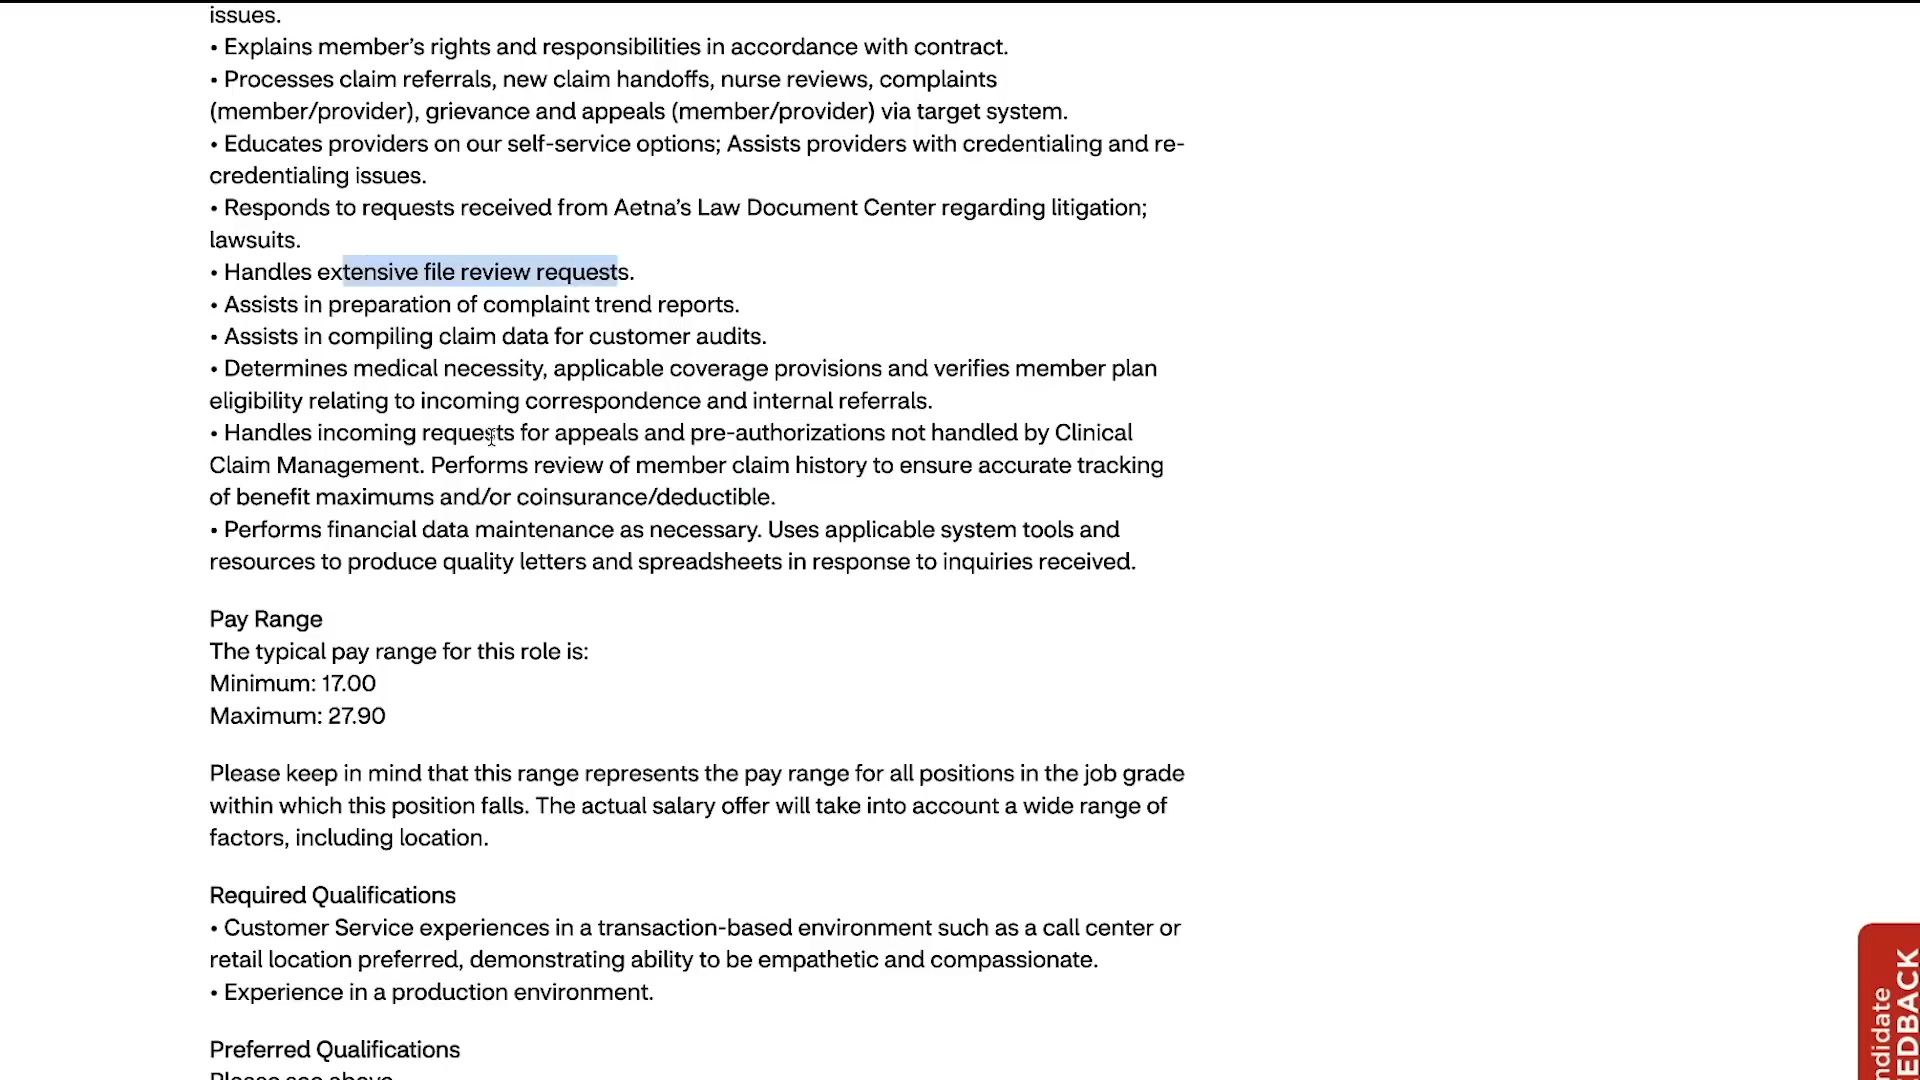 issues.
• Explains member’s rights and responsibilities in accordance with contract.
• Processes claim referrals, new claim handoffs, nurse reviews, complaints
(member/provider), grievance and appeals (member/provider) via target system.
• Educates providers on our self-service options; Assists providers with credentialing and re-
credentialing issues.
• Responds to requests received from Aetna’s Law Document Center regarding litigation;
lawsuits.
• Handles extensive file review requests.
• Assists in preparation of complaint trend reports.
• Assists in compiling claim data for customer audits.
• Determines medical necessity, applicable coverage provisions and verifies member plan
eligibility relating to incoming correspondence and internal referrals.
• Handles incoming requests for appeals and pre-authorizations not handled by Clinical
Claim Management. Performs review of member claim history to ensure accurate tracking
of benefit maximums and/or coinsurance/deductible.
• Performs financial data maintenance as necessary. Uses applicable system tools and
resources to produce quality letters and spreadsheets in response to inquiries received.
Pay Range
The typical pay range for this role is:
Minimum: 17.00
Maximum: 27.90
Please keep in mind that this range represents the pay range for all positions in the job grade
within which this position falls. The actual salary offer will take into account a wide range of
factors, including location.
Required Qualifications
• Customer Service experiences in a transaction-based environment such as a call center or
retail location preferred, demonstrating ability to be empathetic and compassionate.
• Experience in a production environment.
Preferred Qualifications
Please see above
ndidate
EEDBACK